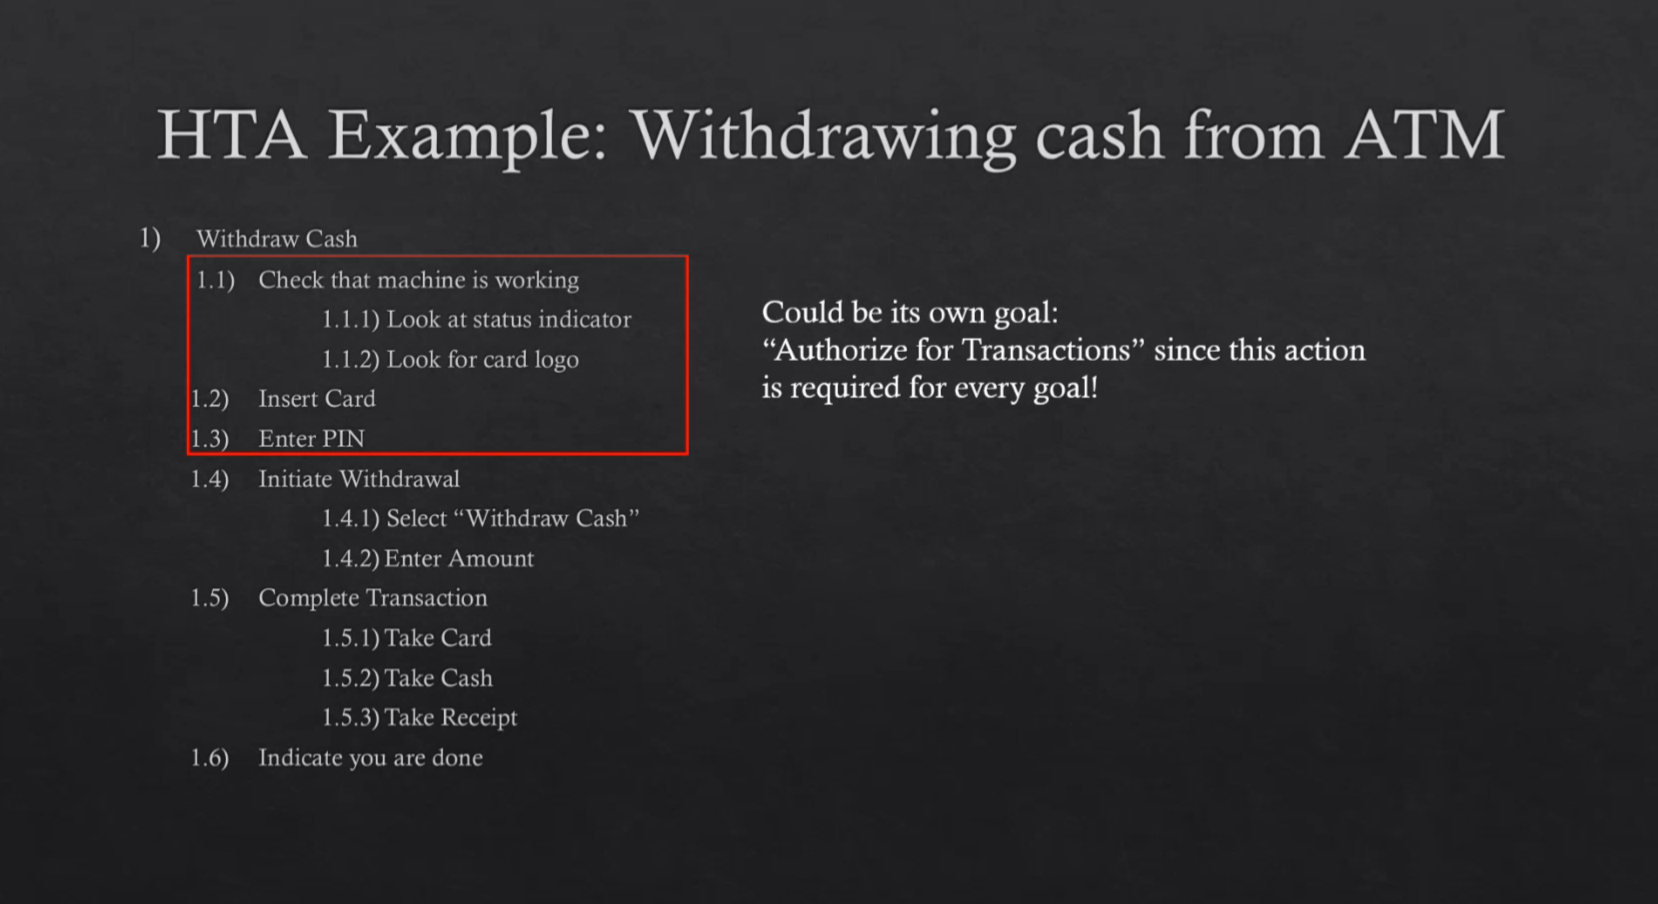 HTA Example: Withdrawing cash from ATM
1) Withdraw Cash
1.1) Check that machine is working
1.1.1) Look at status indicator
1.1.2) Look for card logo
1.2) Insert Card
1.3) Enter PIN
1.4) Initiate Withdrawal
1.4.1) Select “Withdraw Cash”
1.4.2) Enter Amount
1.5) Complete Transaction
1.5.1) Take Card
1.5.2) Take Cash
1.5.3) Take Receipt
1.6) Indicate you are done
Could be its own goal:
“Authorize for Transactions” since this action
is required for every goal!